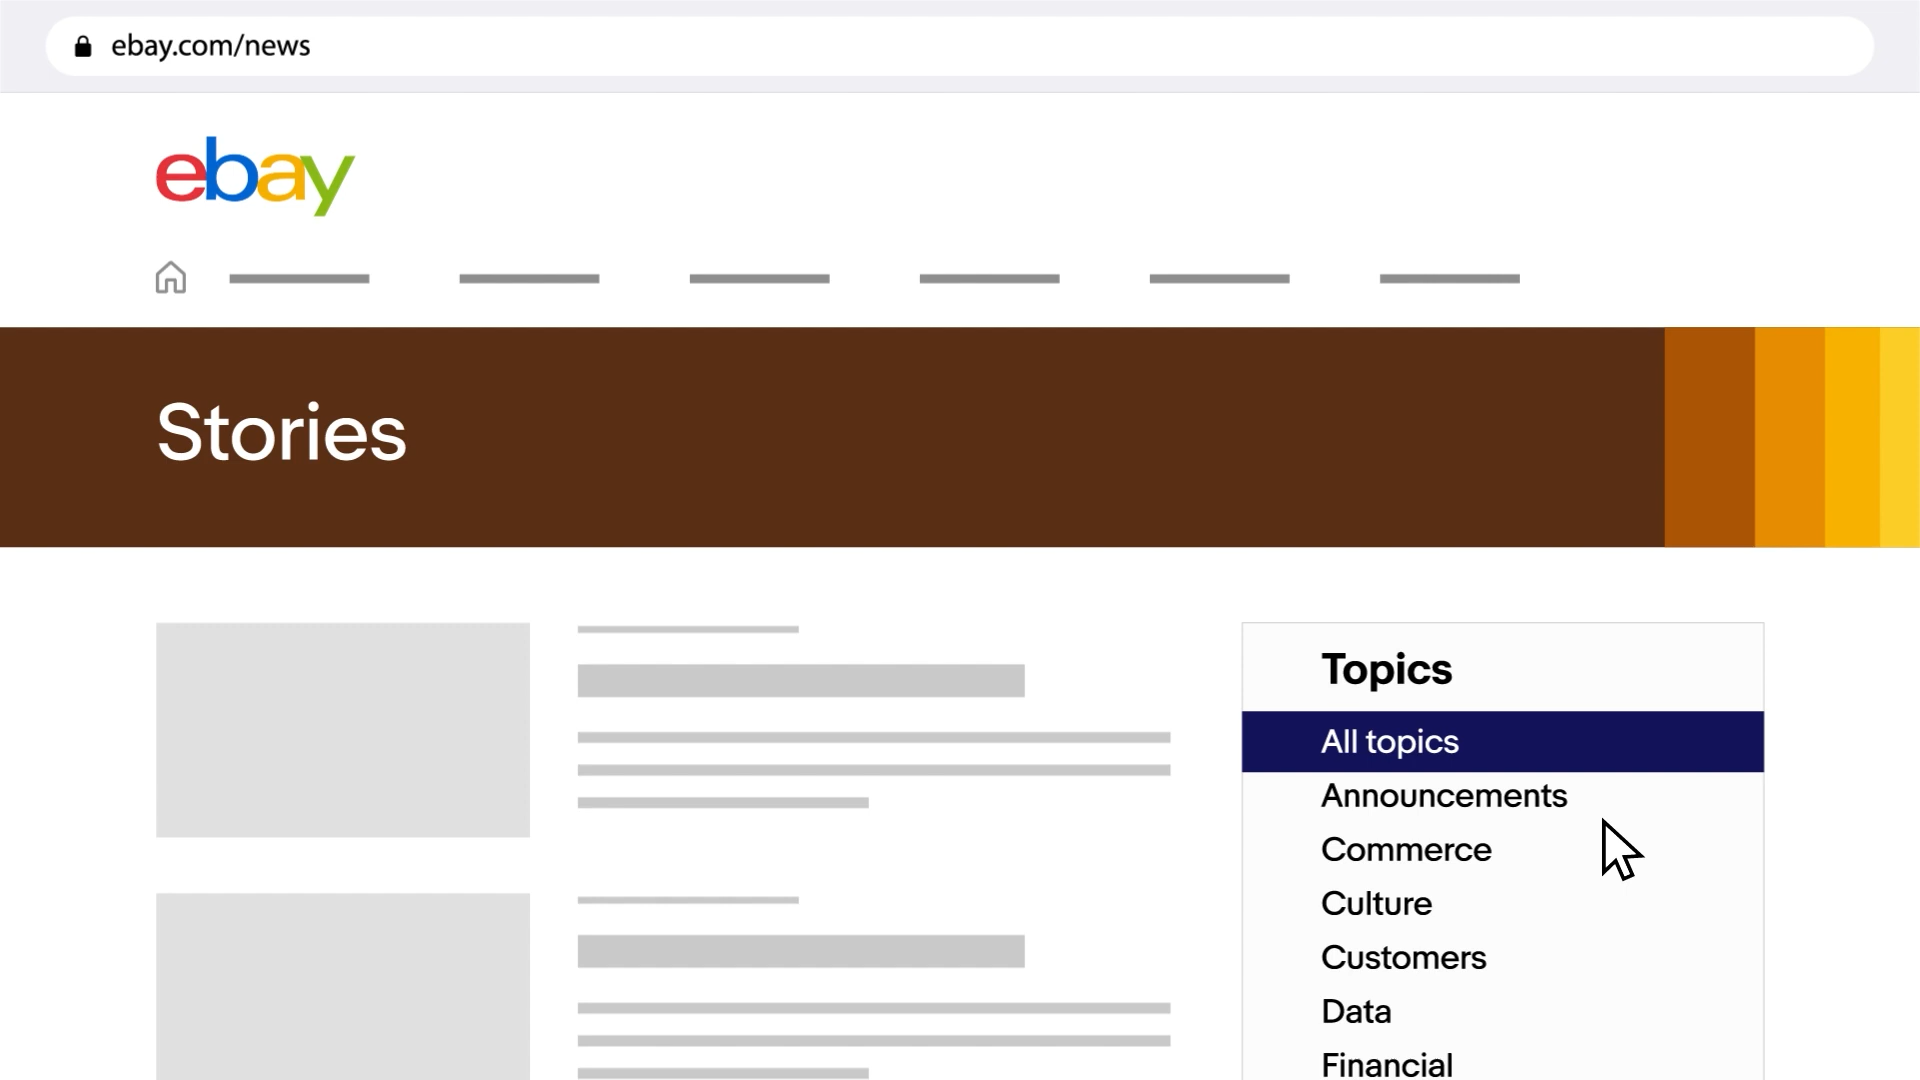 ebay.com/news
ebay
Stories
Topics
All topics
Announcements
Commerce
Culture
Customers
Data
Financial